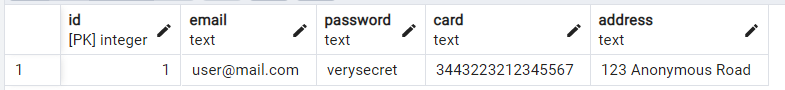 id email password card address
[PK] integer text text text text
1 1 user@mail.com verysecret 3443223212345567 123 Anonymous Road